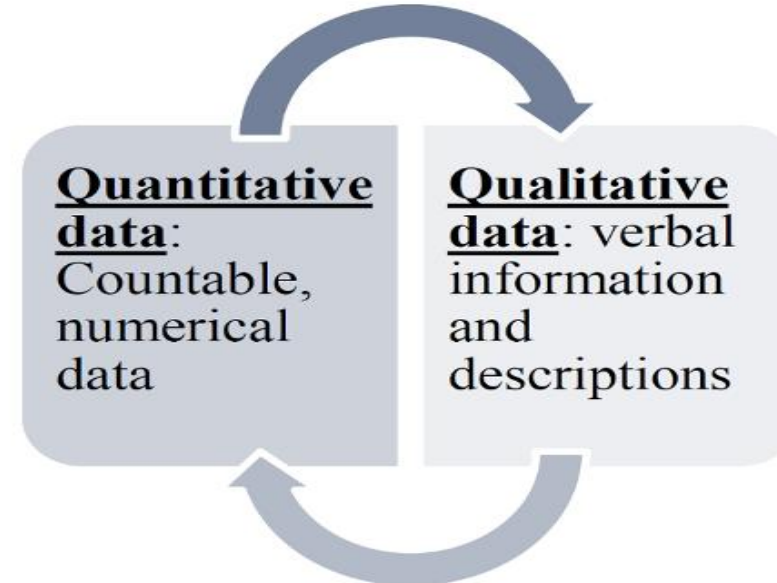 Quantitative
data:
Countable,
numerical
data
Qualitative
data: verbal
information
and
descriptions